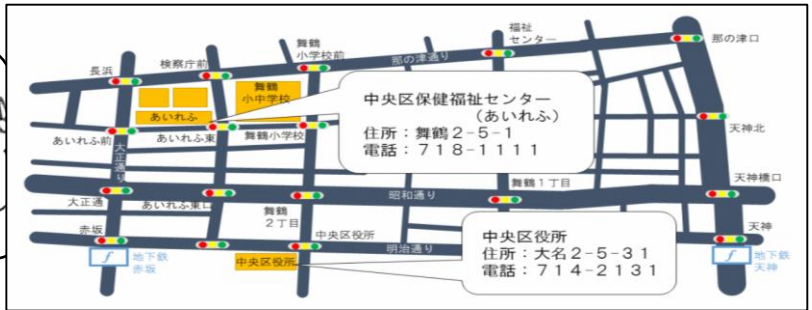 福祉
センター
那の津口
舞鶴
小学校前
那の津通り
検察庁前
長浜
舞鶴
小中学校
あいれふ
中央区保健福祉センター
（あいれふ）
住所：舞鶴２-５-１
電話：７１８-１１１１
天神北
あいれふ前
あいれふ東
舞鶴小学校
大正通り
天神橋口
舞鶴１丁目
昭和通り
大正通
あいれふ東口
舞鶴
２丁目
赤坂
中央区役所
明治通り
天神
中央区役所
住所：大名２-５-３１
電話：７１４-２１３１
地下鉄
赤坂
中央区役所
地下鉄
天神